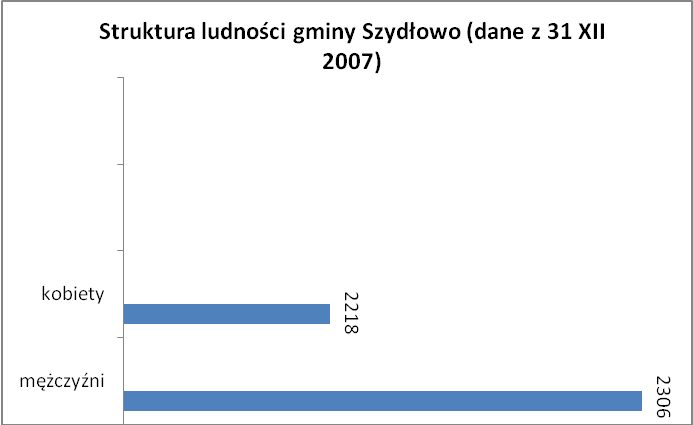 Struktura ludności gminy Szydłowo (dane z 31 XII
2007)
kobiety
2218
mężczyźni
2306